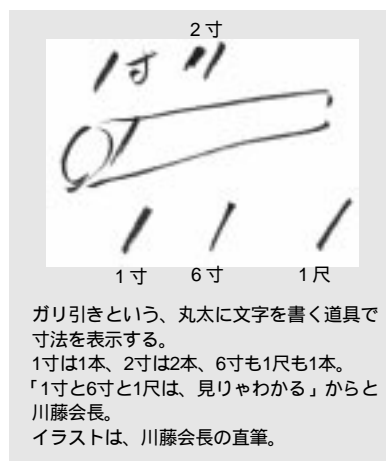 2寸
1寸 11
1寸 6寸 1尺
ガリ引きという、丸太に文字を書く道具で
寸法を表示する。
1寸は1本、2寸は2本、6寸も1尺も1本。
「1寸と6寸と1尺は、見りゃわかる」からと
川藤会長。
イラストは、川藤会長の直筆。